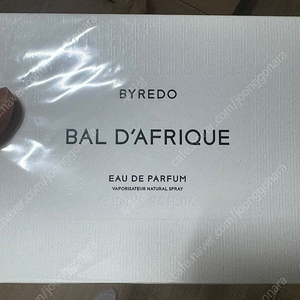 BYREDO
BAL D'AFRIQUE
EAU DE PARFUM
VAPORISATEUR NATURAL SPRAY